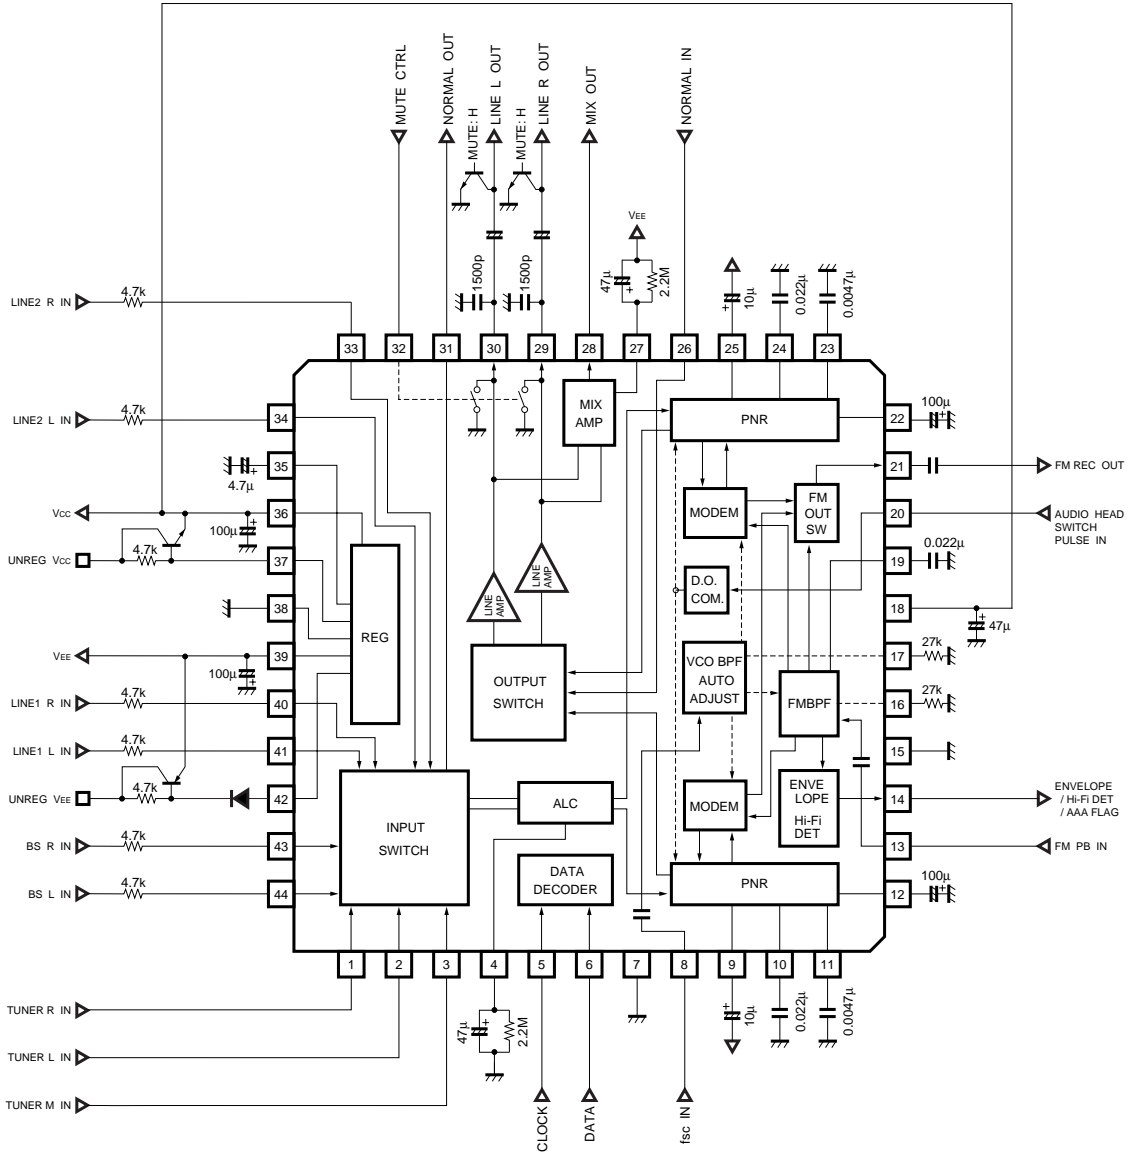 MUTE CTRL
NORMAL OUT
MUTE: H
LINE L OUT
MUTE: H
LINE R OUT
MIX OUT
NORMAL IN
VEE
1500p
1500p
47μ
2.2M
10μ
0.022μ
0.0047μ
LINE2 R IN
4.7k
33
32
31
30
29
28
27
26
25
24
23
LINE2 L IN
4.7k
34
MIX
AMP
PNR
22
100μ
35
4.7μ
21
FM REC OUT
VCC
36
100μ
MODEM
FM
OUT
SW
20
AUDIO HEAD
SWITCH
PULSE IN
UNREG VCC
4.7k
37
LINE
AMP
LINE
AMP
D.O.
COM.
19
0.022μ
38
REG
18
47μ
VEE
39
100μ
OUTPUT
SWITCH
VCO BPF
AUTO
ADJUST
17
27k
LINE1 R IN
4.7k
40
FMBPF
16
27k
LINE1 L IN
4.7k
41
15
UNREG VEE
4.7k
42
INPUT
SWITCH
ALC
MODEM
ENVE
LOPE
Hi-Fi
DET
14
ENVELOPE
/ Hi-Fi DET
/ AAA FLAG
BS R IN
4.7k
43
13
FM PB IN
BS L IN
4.7k
44
DATA
DECODER
PNR
12
100μ
1
2
3
4
5
6
7
8
9
10
11
TUNER R IN
47μ
2.2M
10μ
0.022μ
0.0047μ
TUNER L IN
TUNER M IN
CLOCK
DATA
fsc IN